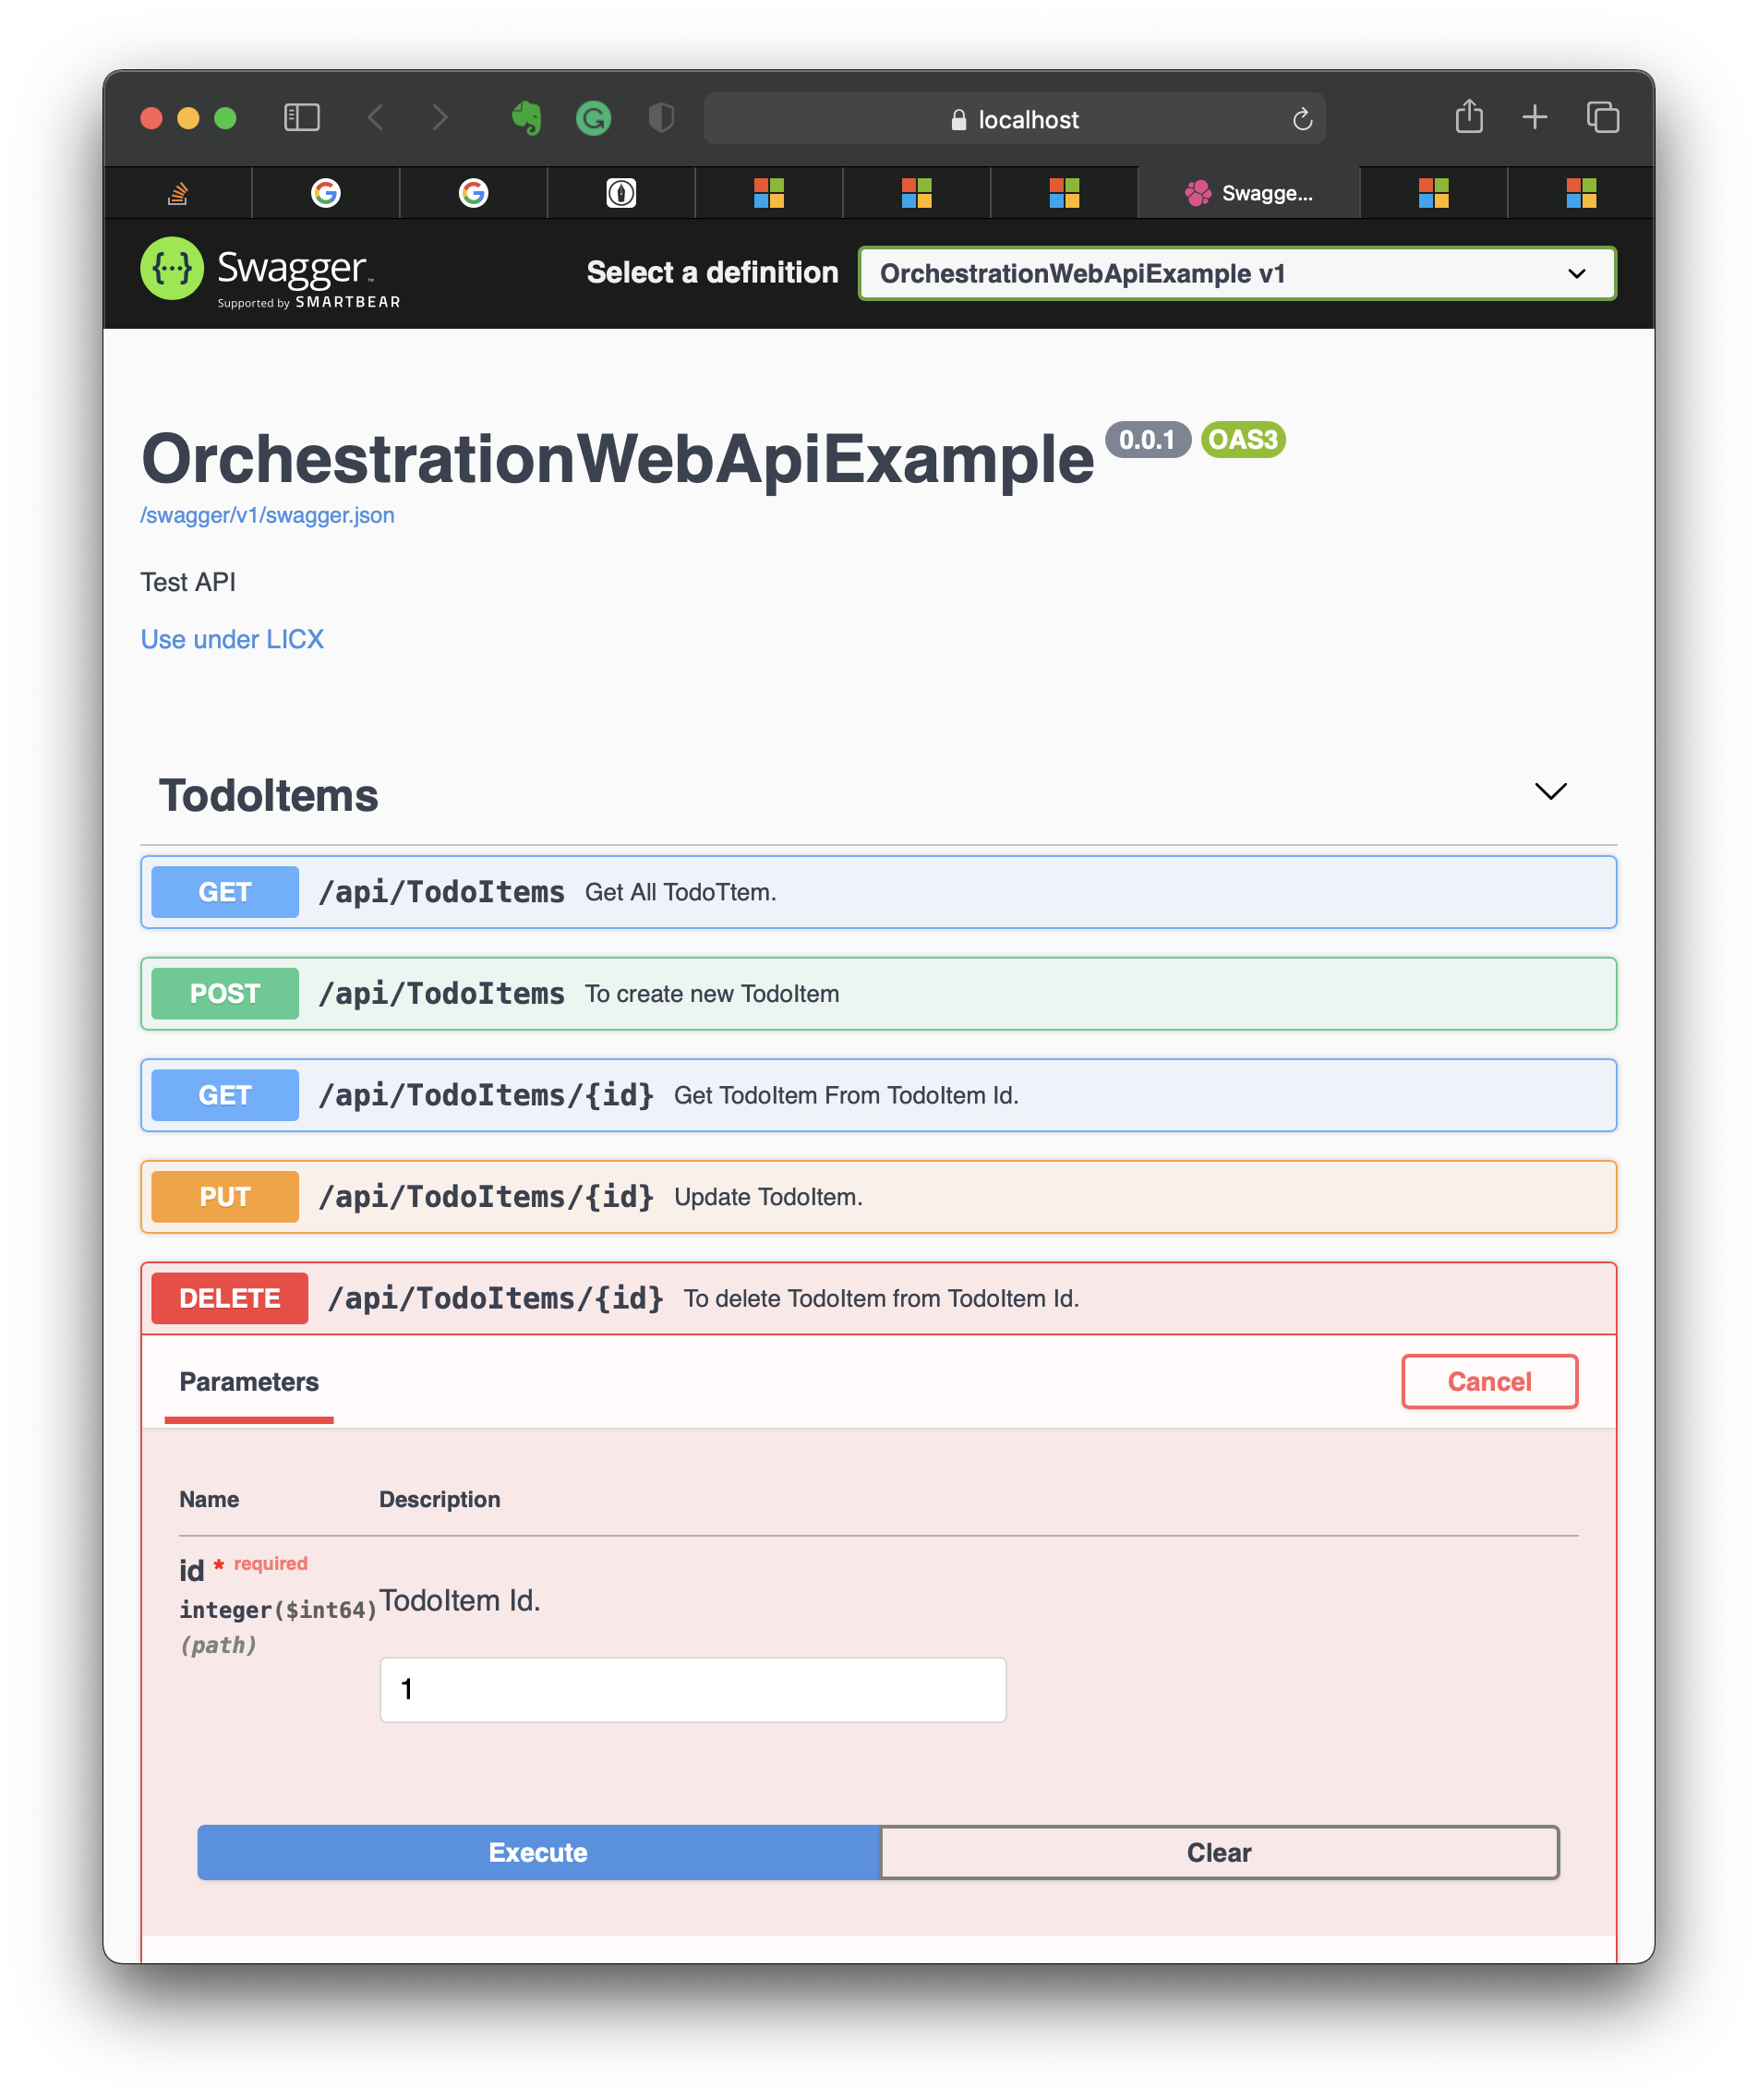 localhost
Swagge...
{...} Swagger™
Supported by SMARTBEAR
Select a definition
OrchestrationWebApiExample v1
OrchestrationWebApiExample 0.0.1 OAS3
/swagger/v1/swagger.json
Test API
Use under LICX
TodoItems
GET /api/TodoItems Get All TodoTtem.
POST /api/TodoItems To create new TodoItem
GET /api/TodoItems/{id} Get TodoItem From TodoItem Id.
PUT /api/TodoItems/{id} Update TodoItem.
DELETE /api/TodoItems/{id} To delete TodoItem from TodoItem Id.
Parameters
Cancel
Name Description
id * required
integer($int64)
(path)
TodoItem Id.
1
Execute
Clear